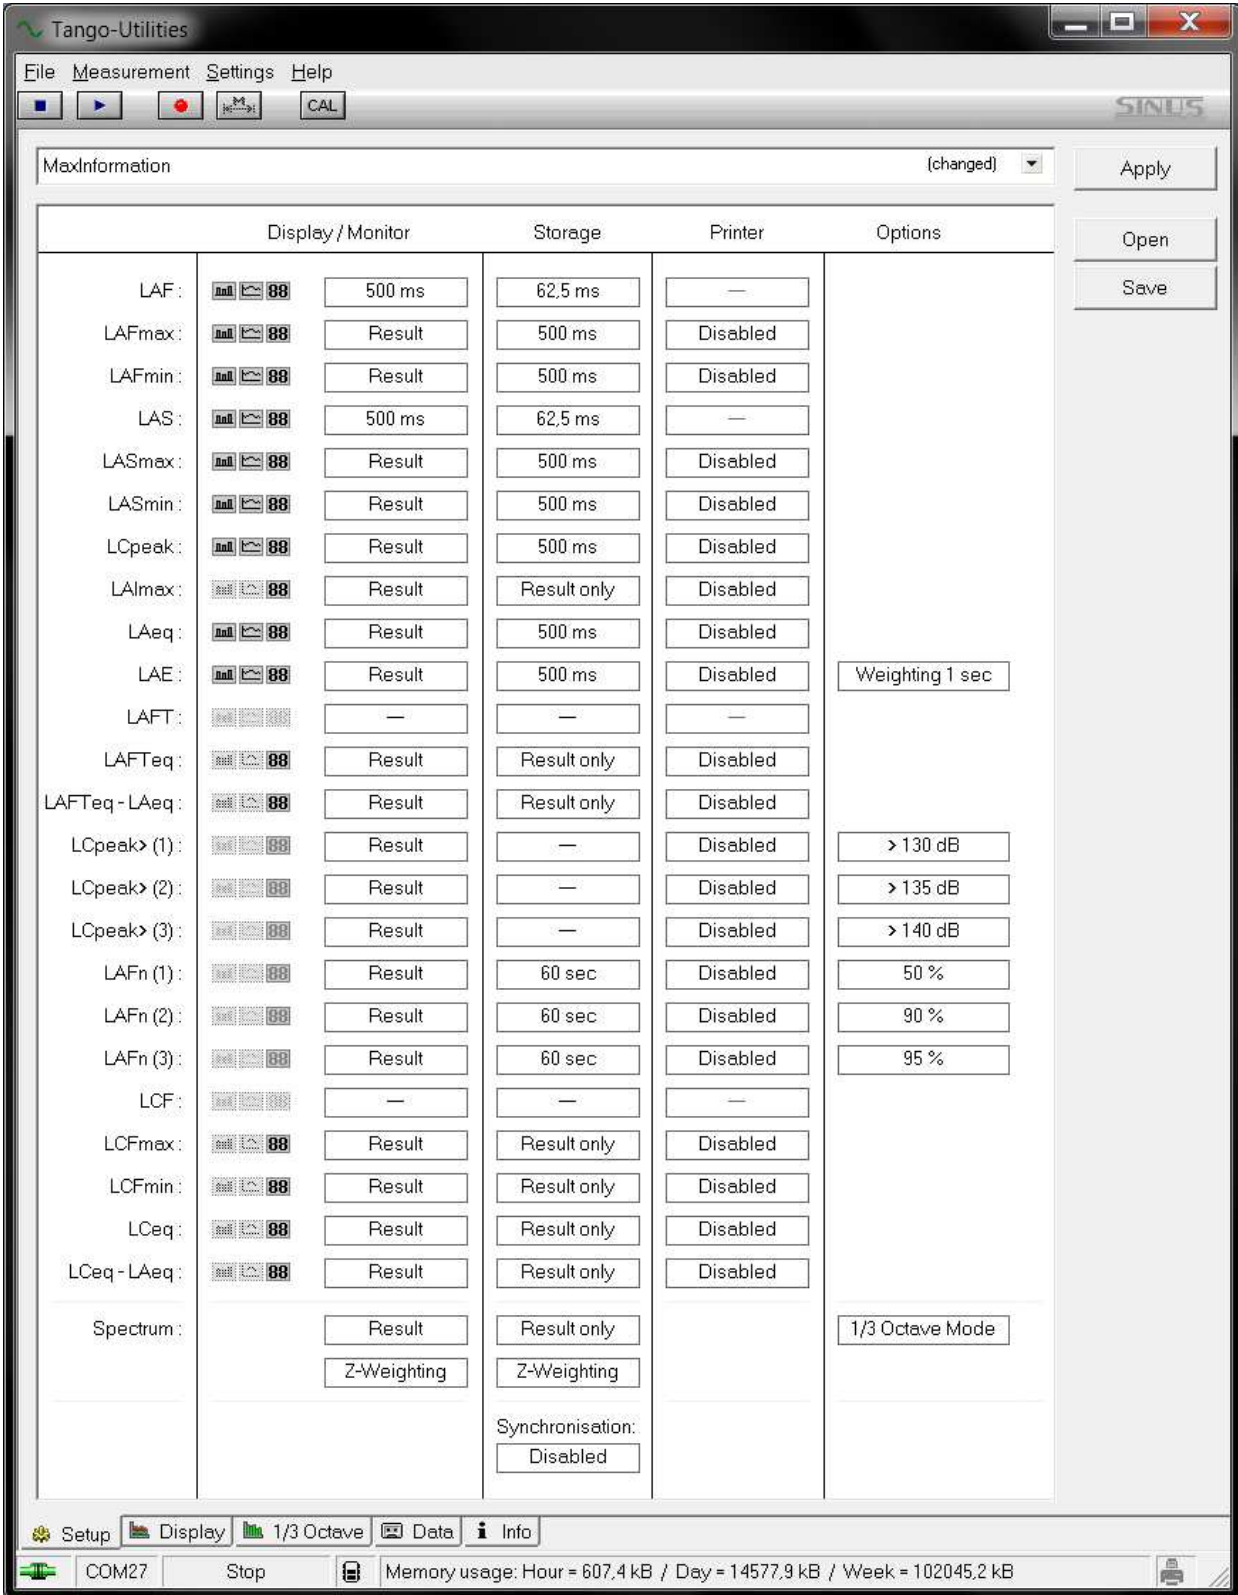 Tango-Utilities
File Measurement Settings Help
M CAL SINUS
MaxInformation (changed) Apply
Display / Monitor Storage Printer Options Open
LAF : 88 500 ms 62,5 ms — Save
LAFmax : 88 Result 500 ms Disabled
LAFmin : 88 Result 500 ms Disabled
LAS : 88 500 ms 62,5 ms —
LASmax : 88 Result 500 ms Disabled
LASmin : 88 Result 500 ms Disabled
LCpeak : 88 Result 500 ms Disabled
LAImax : 88 Result Result only Disabled
LAeq : 88 Result 500 ms Disabled
LAE : 88 Result 500 ms Disabled Weighting 1 sec
LAFT : 88 — — —
LAFTeq : 88 Result Result only Disabled
LAFTeq - LAeq : 88 Result Result only Disabled
LCpeak> (1) : 88 Result — Disabled > 130 dB
LCpeak> (2) : 88 Result — Disabled > 135 dB
LCpeak> (3) : 88 Result — Disabled > 140 dB
LAFn (1) : 88 Result 60 sec Disabled 50 %
LAFn (2) : 88 Result 60 sec Disabled 90 %
LAFn (3) : 88 Result 60 sec Disabled 95 %
LCF : 88 — — —
LCFmax : 88 Result Result only Disabled
LCFmin : 88 Result Result only Disabled
LCeq : 88 Result Result only Disabled
LCeq - LAeq : 88 Result Result only Disabled
Spectrum : Result Result only 1/3 Octave Mode
Z-Weighting Z-Weighting
Synchronisation:
Disabled
Setup Display 1/3 Octave Data i Info
COM27 Stop Memory usage: Hour = 607,4 kB / Day = 14577,9 kB / Week = 102045,2 kB